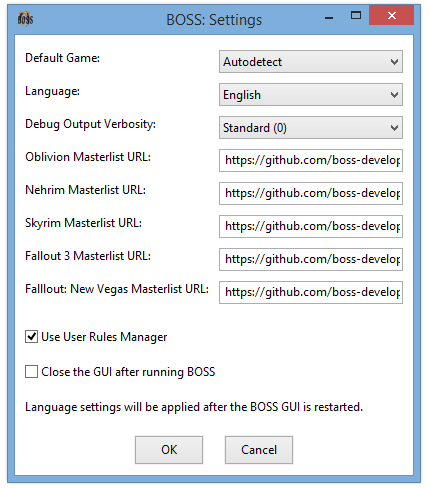 BOSS
BOSS: Settings
Default Game:
Autodetect
Language:
English
Debug Output Verbosity:
Standard (0)
Oblivion Masterlist URL:
https://github.com/boss-develop
Nehrim Masterlist URL:
https://github.com/boss-develop
Skyrim Masterlist URL:
https://github.com/boss-develop
Fallout 3 Masterlist URL:
https://github.com/boss-develop
Falllout: New Vegas Masterlist URL:
https://github.com/boss-develop
Use User Rules Manager
Close the GUI after running BOSS
Language settings will be applied after the BOSS GUI is restarted.
OK
Cancel